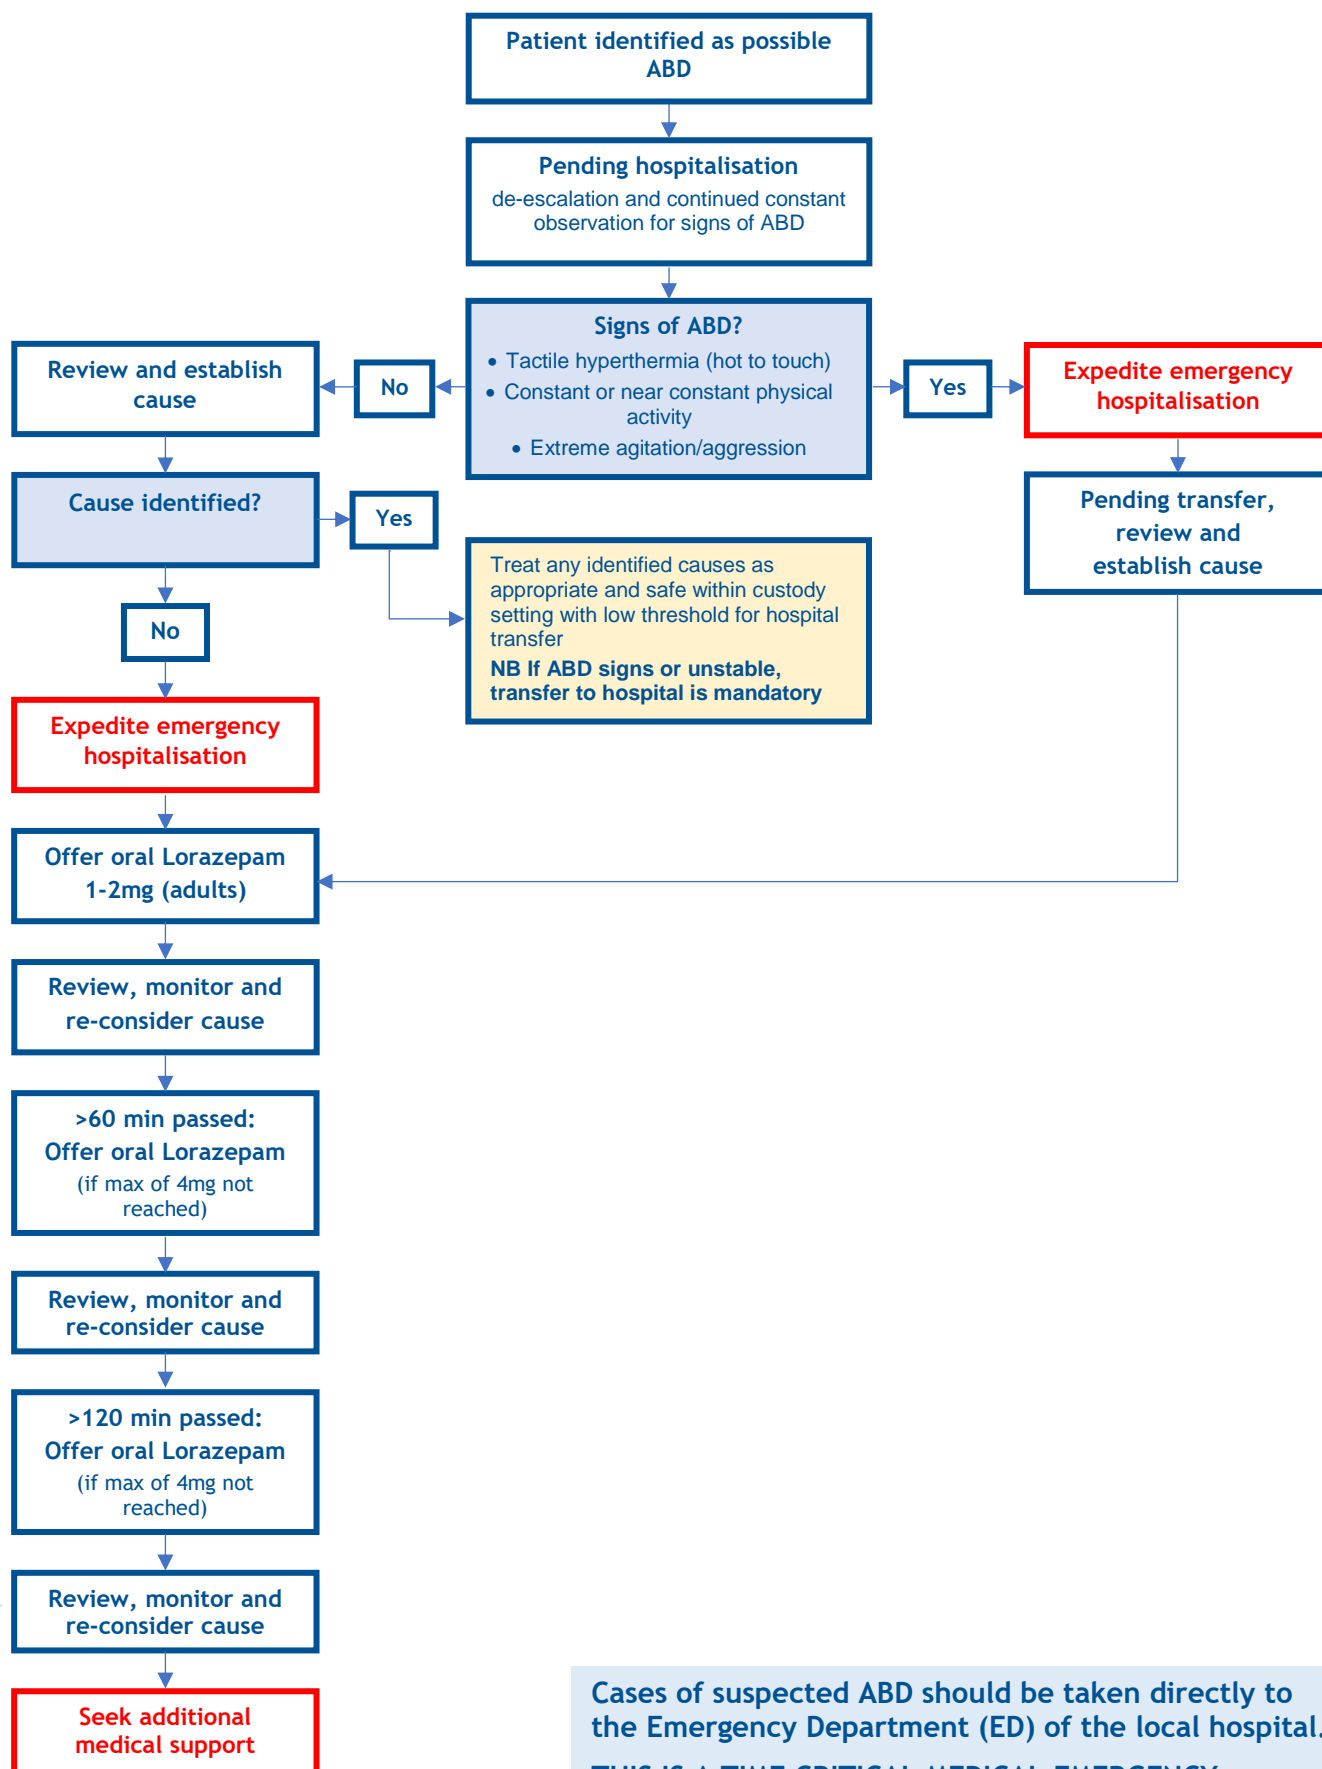 Patient identified as possible
ABD
Pending hospitalisation
de-escalation and continued constant
observation for signs of ABD
Signs of ABD?
• Tactile hyperthermia (hot to touch)
• Constant or near constant physical
activity
• Extreme agitation/aggression
No
Yes
Review and establish
cause
Expedite emergency
hospitalisation
Cause identified?
Yes
Pending transfer,
review and
establish cause
Treat any identified causes as
appropriate and safe within custody
setting with low threshold for hospital
transfer
NB If ABD signs or unstable,
transfer to hospital is mandatory
No
Expedite emergency
hospitalisation
Offer oral Lorazepam
1-2mg (adults)
Review, monitor and
re-consider cause
>60 min passed:
Offer oral Lorazepam
(if max of 4mg not
reached)
Review, monitor and
re-consider cause
>120 min passed:
Offer oral Lorazepam
(if max of 4mg not
reached)
Review, monitor and
re-consider cause
Seek additional
medical support
Cases of suspected ABD should be taken directly to
the Emergency Department (ED) of the local hospital.
THIS IS A TIME CRITICAL MEDICAL EMERGENCY